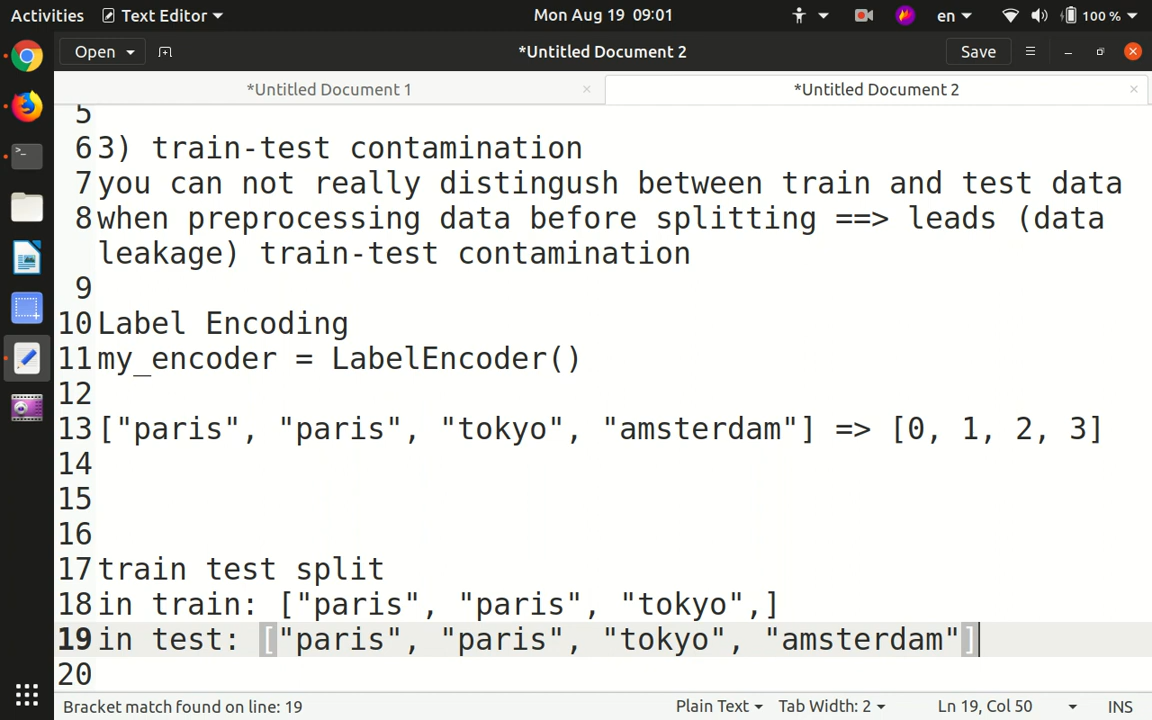 Activities Text Editor Mon Aug 19 09:01 en 100 %
Open *Untitled Document 2 Save
*Untitled Document 1 *Untitled Document 2
5
6 3) train-test contamination
7 you can not really distingush between train and test data
8 when preprocessing data before splitting ==> leads (data
leakage) train-test contamination
9
10 Label Encoding
11 my_encoder = LabelEncoder()
12
13 ["paris", "paris", "tokyo", "amsterdam"] => [0, 1, 2, 3]
14
15
16
17 train test split
18 in train: ["paris", "paris", "tokyo",]
19 in test: ["paris", "paris", "tokyo", "amsterdam"]
20
Bracket match found on line: 19 Plain Text Tab Width: 2 Ln 19, Col 50 INS